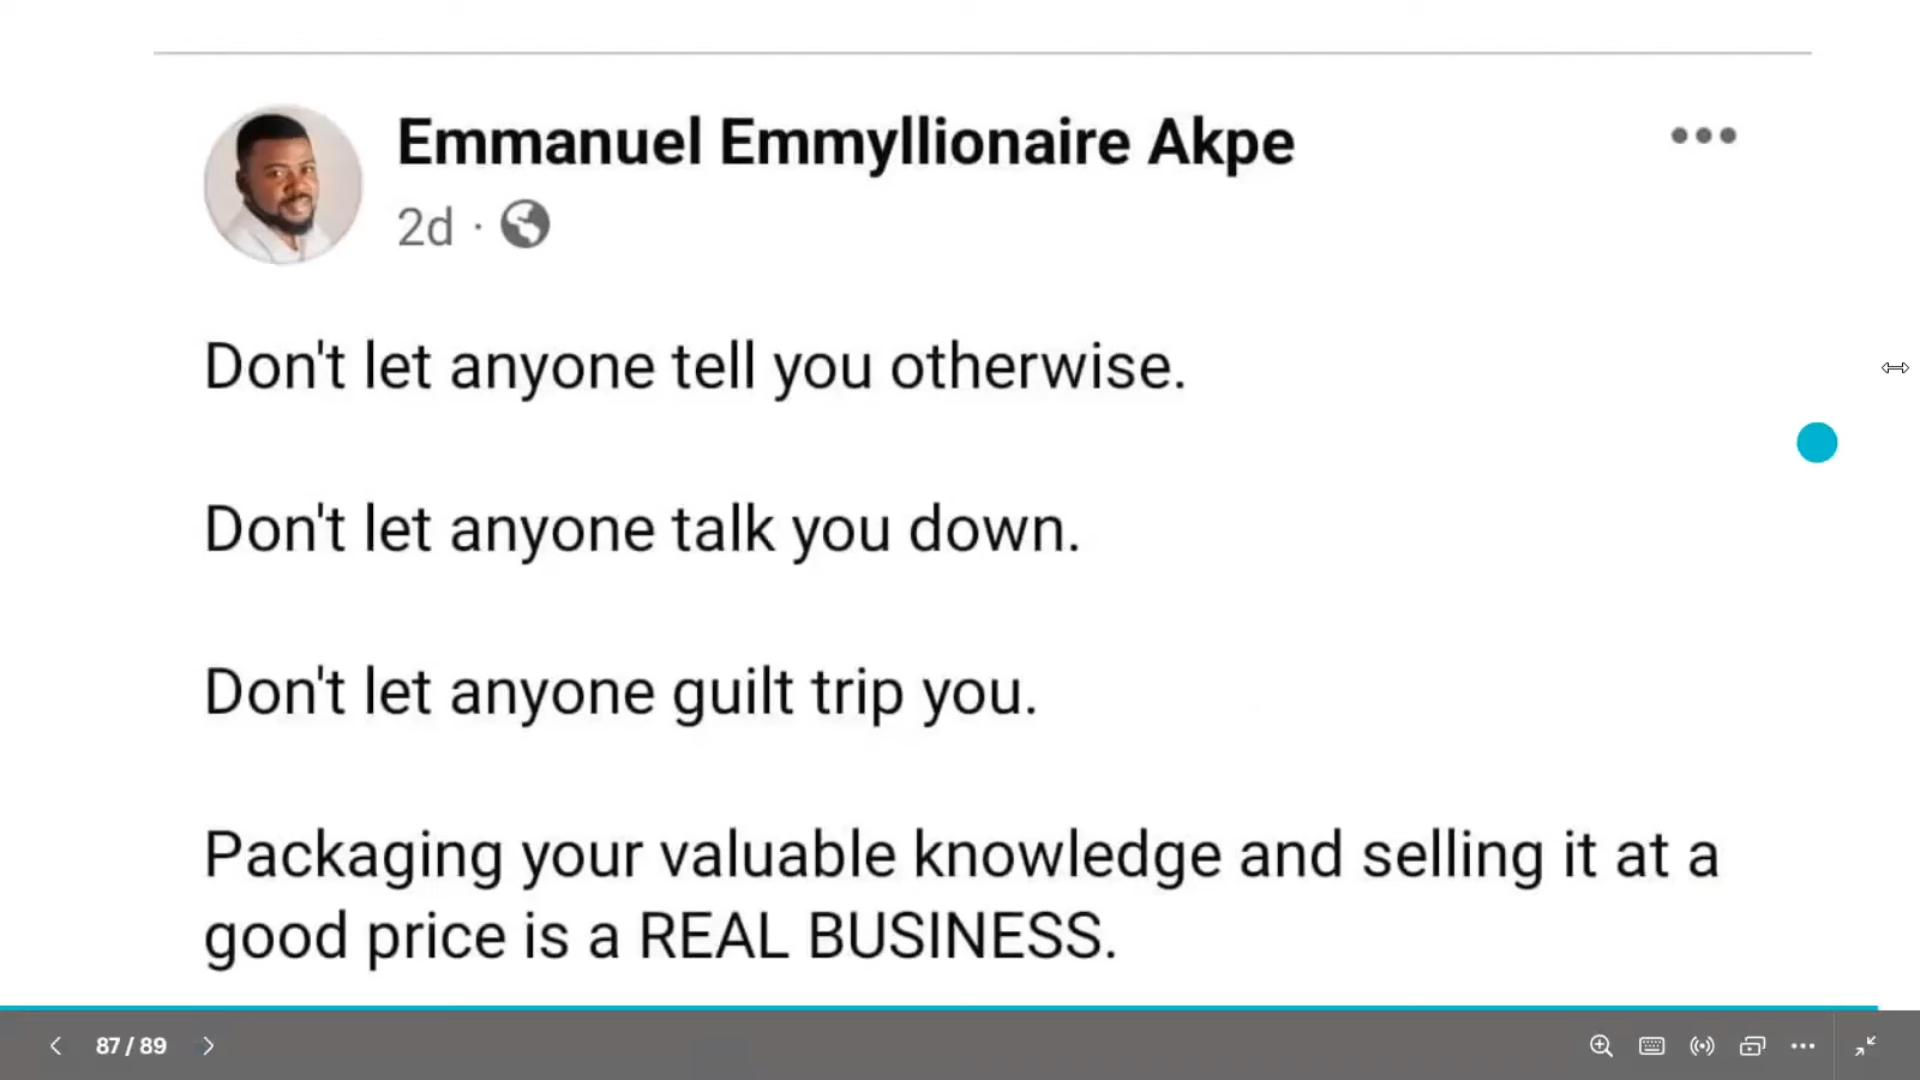 Emmanuel Emmyllionaire Akpe
2d ·
Don't let anyone tell you otherwise.
Don't let anyone talk you down.
Don't let anyone guilt trip you.
Packaging your valuable knowledge and selling it at a
good price is a REAL BUSINESS.
87 / 89